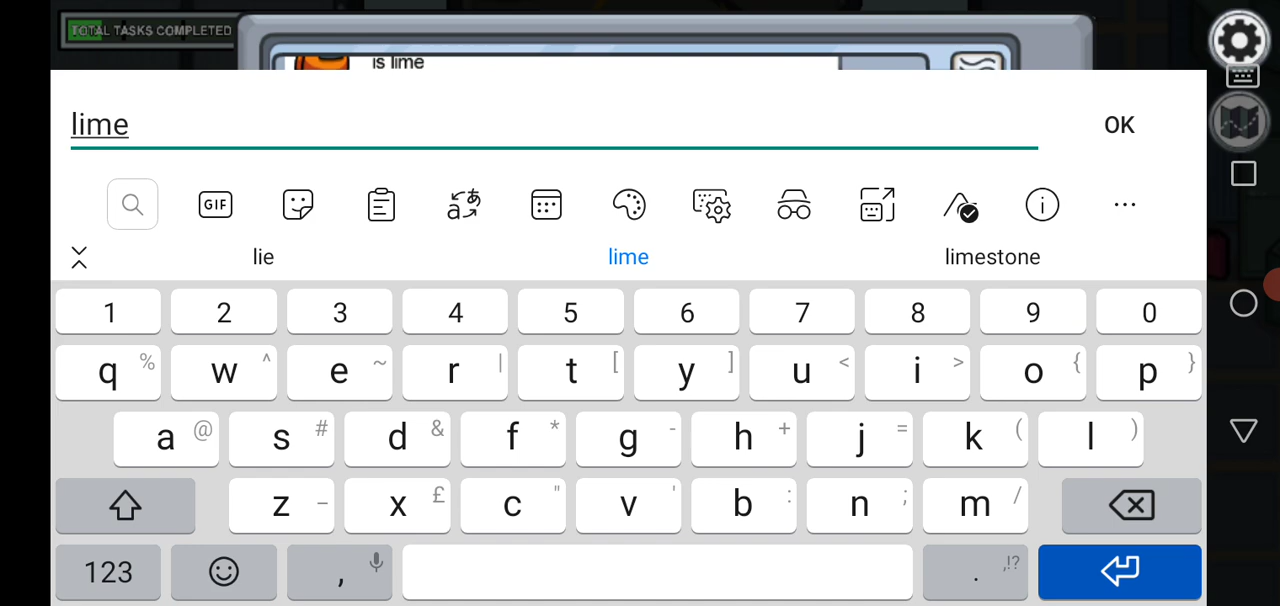 TOTAL TASKS COMPLETED
is lime
lime
OK
GIF
a あ
lie lime limestone
1 2 3 4 5 6 7 8 9 0
q % w ^ e ~ r | t [ y ] u < i > o { p }
a @ s # d & f * g - h + j = k ( l )
z _ x £ c " v ' b : n ; m /
123 , . ,!?